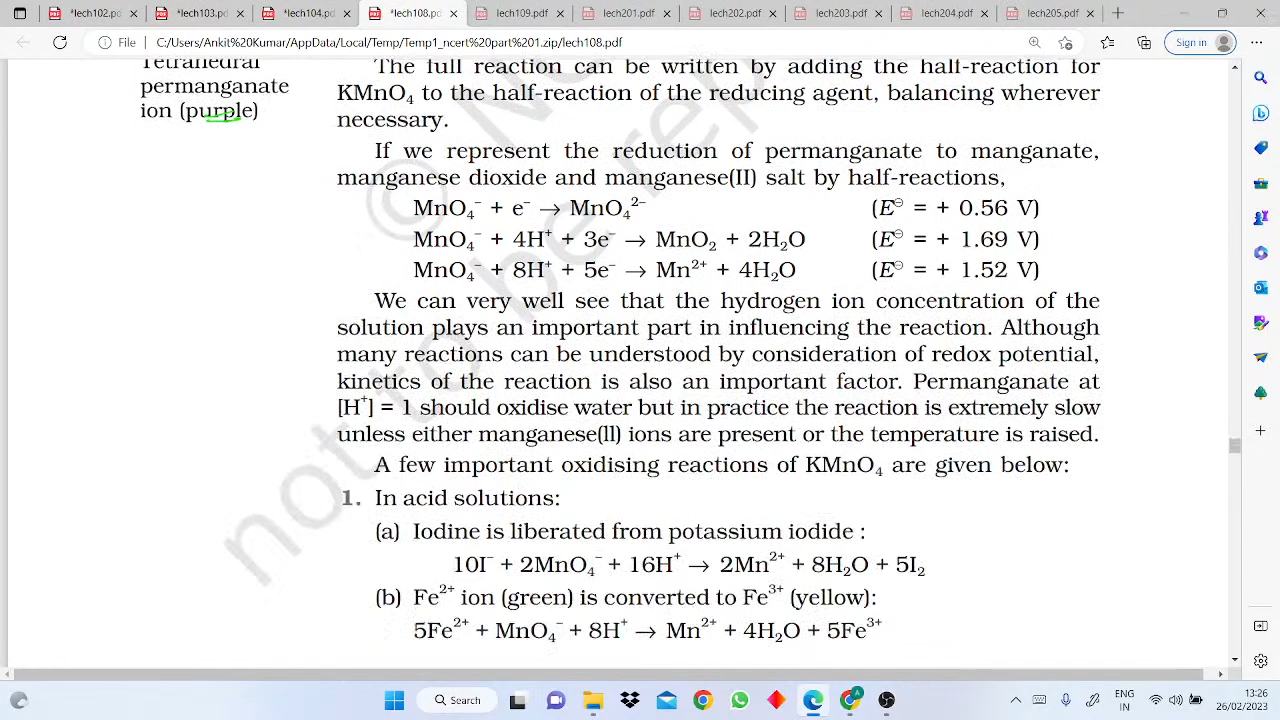 *lech102.pdf
*lech103.pdf
*lech104.pdf
*lech108.pdf
lech109.pdf
lech201.pdf
lech202.pdf
lech203.pdf
lech204.pdf
lech205.pdf
File C:/Users/Ankit%20Kumar/AppData/Local/Temp/Temp1_ncert%20part%01.zip/lech108.pdf
Sign in
Tetrahedral
permanganate
ion (purple)
The full reaction can be written by adding the half-reaction for
KMnO₄ to the half-reaction of the reducing agent, balancing wherever
necessary.
If we represent the reduction of permanganate to manganate,
manganese dioxide and manganese(II) salt by half-reactions,
MnO₄⁻ + e⁻ → MnO₄²⁻ (E⊖ = + 0.56 V)
MnO₄⁻ + 4H⁺ + 3e⁻ → MnO₂ + 2H₂O (E⊖ = + 1.69 V)
MnO₄⁻ + 8H⁺ + 5e⁻ → Mn²⁺ + 4H₂O (E⊖ = + 1.52 V)
We can very well see that the hydrogen ion concentration of the
solution plays an important part in influencing the reaction. Although
many reactions can be understood by consideration of redox potential,
kinetics of the reaction is also an important factor. Permanganate at
[H⁺] = 1 should oxidise water but in practice the reaction is extremely slow
unless either manganese(ll) ions are present or the temperature is raised.
A few important oxidising reactions of KMnO₄ are given below:
1. In acid solutions:
(a) Iodine is liberated from potassium iodide :
10I⁻ + 2MnO₄⁻ + 16H⁺ → 2Mn²⁺ + 8H₂O + 5I₂
(b) Fe²⁺ ion (green) is converted to Fe³⁺ (yellow):
5Fe²⁺ + MnO₄⁻ + 8H⁺ → Mn²⁺ + 4H₂O + 5Fe³⁺
© No
not to be rep
Search
ENG
IN
13:26
26/02/2023